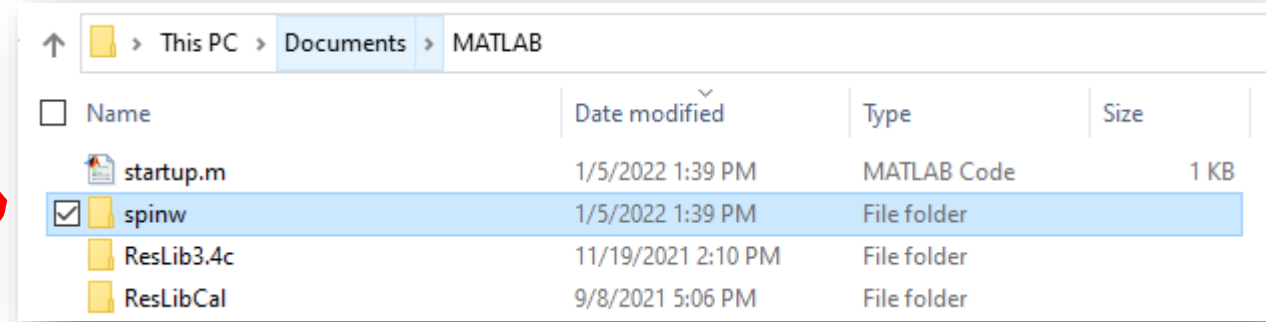 This PC > Documents > MATLAB
Name Date modified Type Size
startup.m 1/5/2022 1:39 PM MATLAB Code 1 KB
spinw 1/5/2022 1:39 PM File folder
ResLib3.4c 11/19/2021 2:10 PM File folder
ResLibCal 9/8/2021 5:06 PM File folder